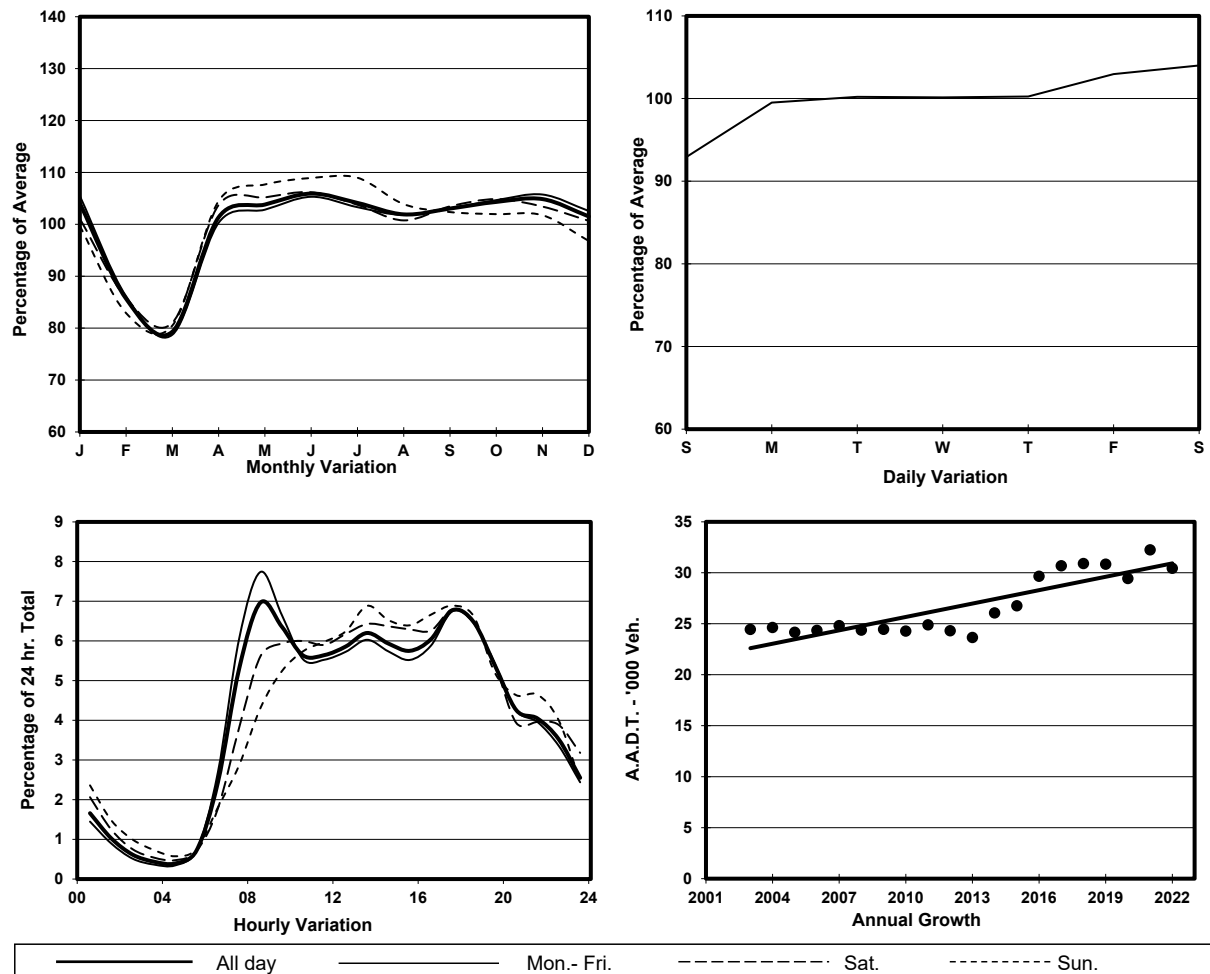 140
130
120
110
100
90
80
70
60
Percentage of Average
J F M A M J J A S O N D
Monthly Variation
110
100
90
80
70
60
Percentage of Average
S M T W T F S
Daily Variation
9
8
7
6
5
4
3
2
1
0
Percentage of 24 hr. Total
00 04 08 12 16 20 24
Hourly Variation
35
30
25
20
15
10
5
0
A.A.D.T. - '000 Veh.
2001 2004 2007 2010 2013 2016 2019 2022
Annual Growth
All day Mon.- Fri. Sat. Sun.